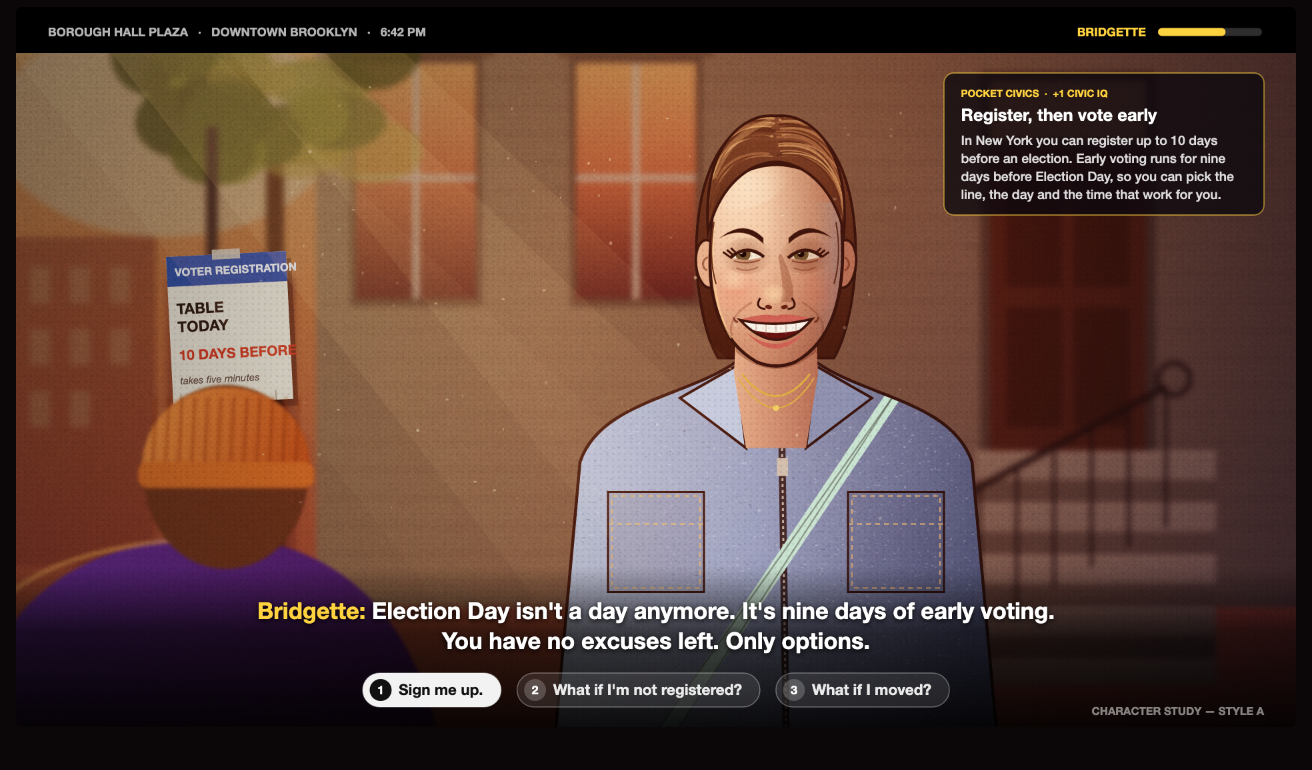 BOROUGH HALL PLAZA · DOWNTOWN BROOKLYN · 6:42 PM
BRIDGETTE
POCKET CIVICS · +1 CIVIC IQ
Register, then vote early
In New York you can register up to 10 days
before an election. Early voting runs for nine
days before Election Day, so you can pick the
line, the day and the time that work for you.
VOTER REGISTRATION
TABLE
TODAY
10 DAYS BEFORE
takes five minutes
Bridgette: Election Day isn't a day anymore. It's nine days of early voting.
You have no excuses left. Only options.
1 Sign me up.
2 What if I'm not registered?
3 What if I moved?
CHARACTER STUDY — STYLE A